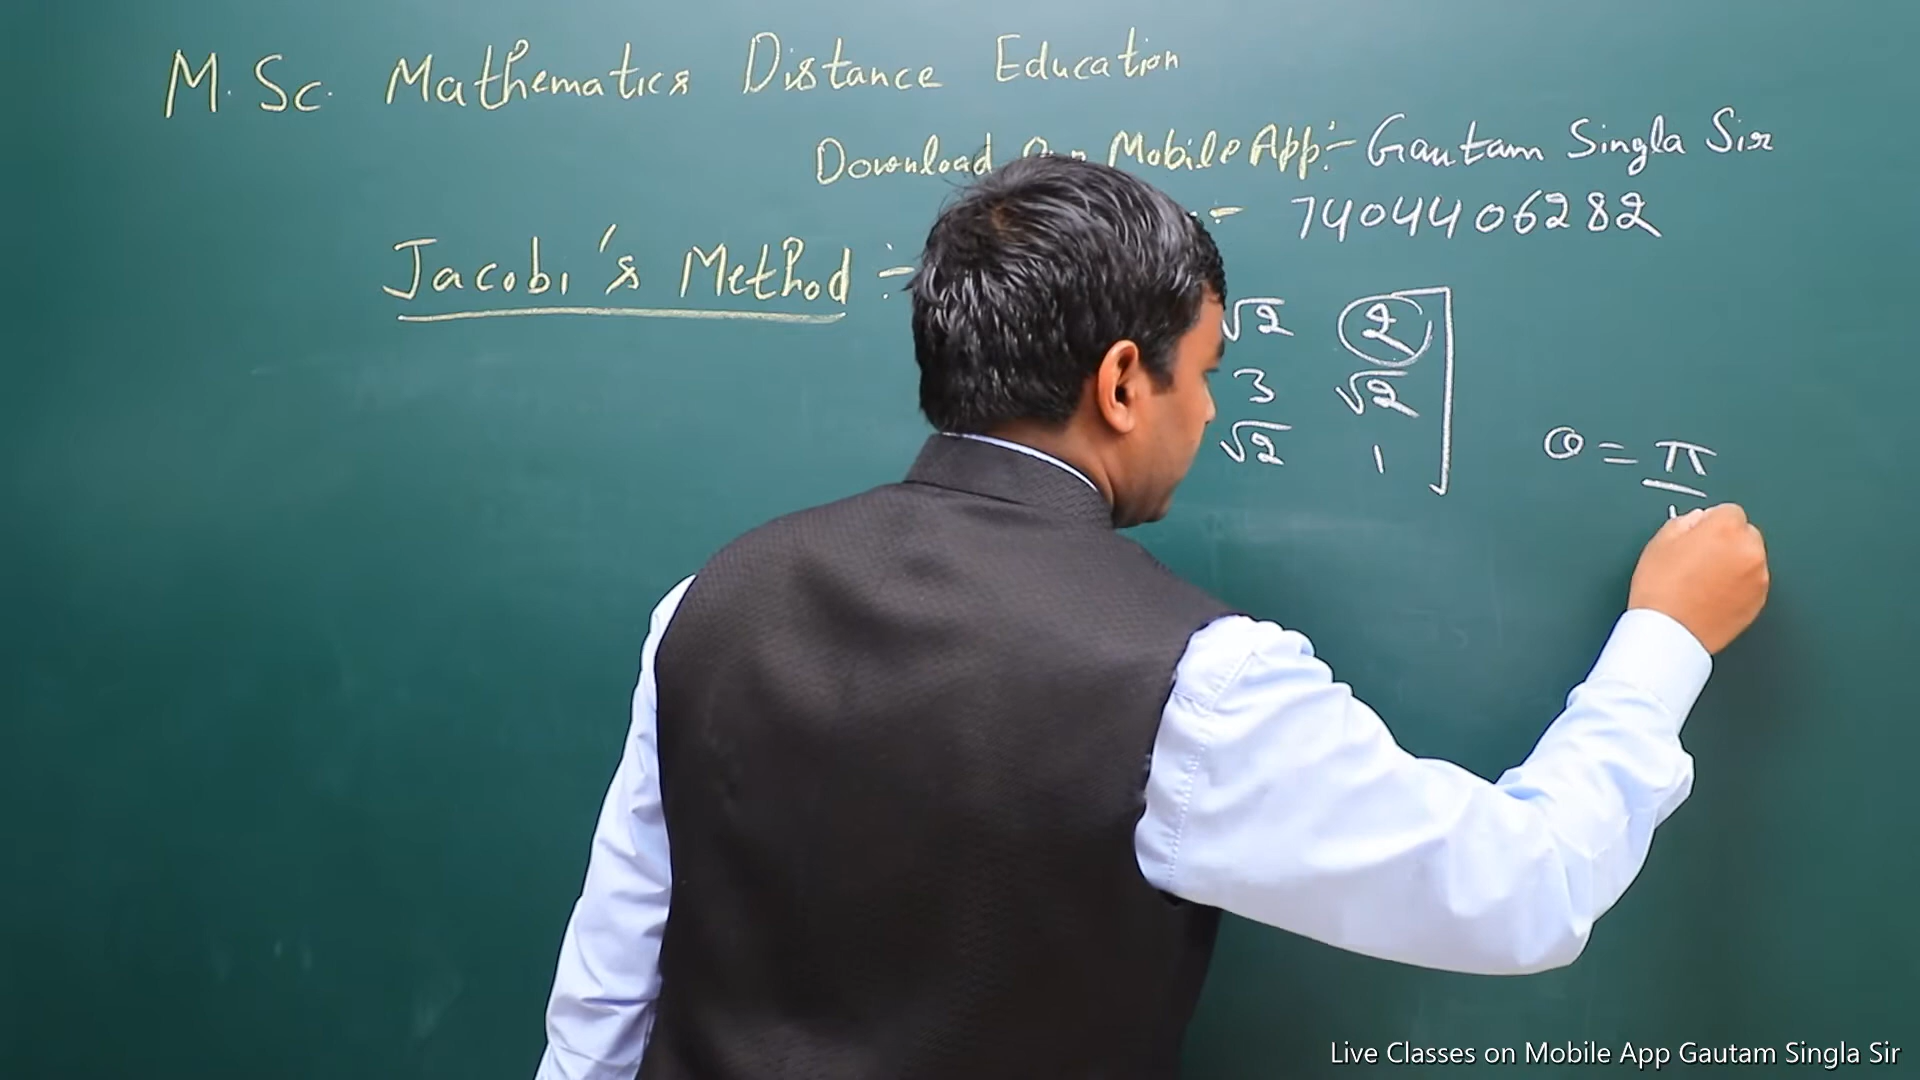 M.Sc. Mathematics Distance Education
Download Our Mobile App:- Gautam Singla Sir
:- 7404406282
Jacobi's Method :-
√2 2
3 √2
√2 1
θ = π
Live Classes on Mobile App Gautam Singla Sir